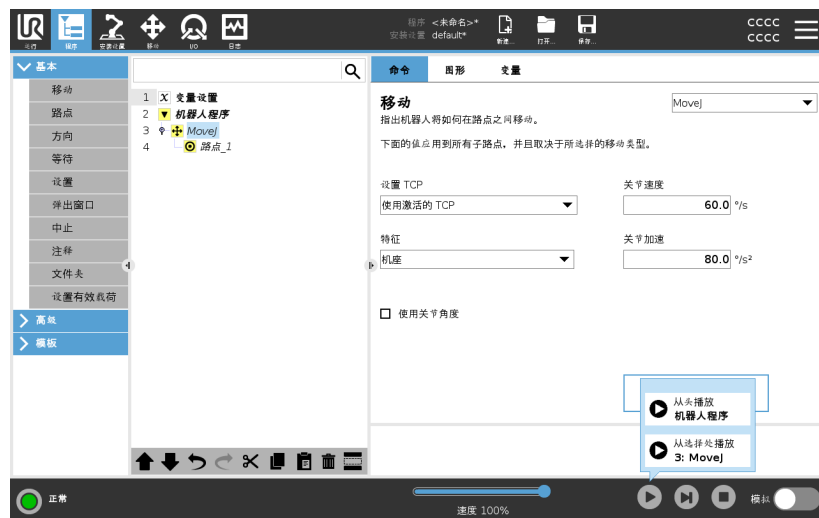 UR
程序 <未命名>*
安装设置 default*
CCCC
CCCC
运行 程序 安装设置 移动 I/O 日志
新建... 打开... 保存...
基本
移动
路点
方向
等待
设置
弹出窗口
中止
注释
文件夹
设置有效载荷
高级
模板
1 X 变量设置
2 机器人程序
3 MoveJ
4 路点_1
命令 图形 变量
移动 MoveJ
指出机器人将如何在路点之间移动。
下面的值应用到所有子路点，并且取决于所选择的移动类型。
设置 TCP 关节速度
使用激活的 TCP 60.0 °/s
特征 关节加速
机座 80.0 °/s²
使用关节角度
从头播放
机器人程序
从选择处播放
3: MoveJ
正常
速度 100%
模拟